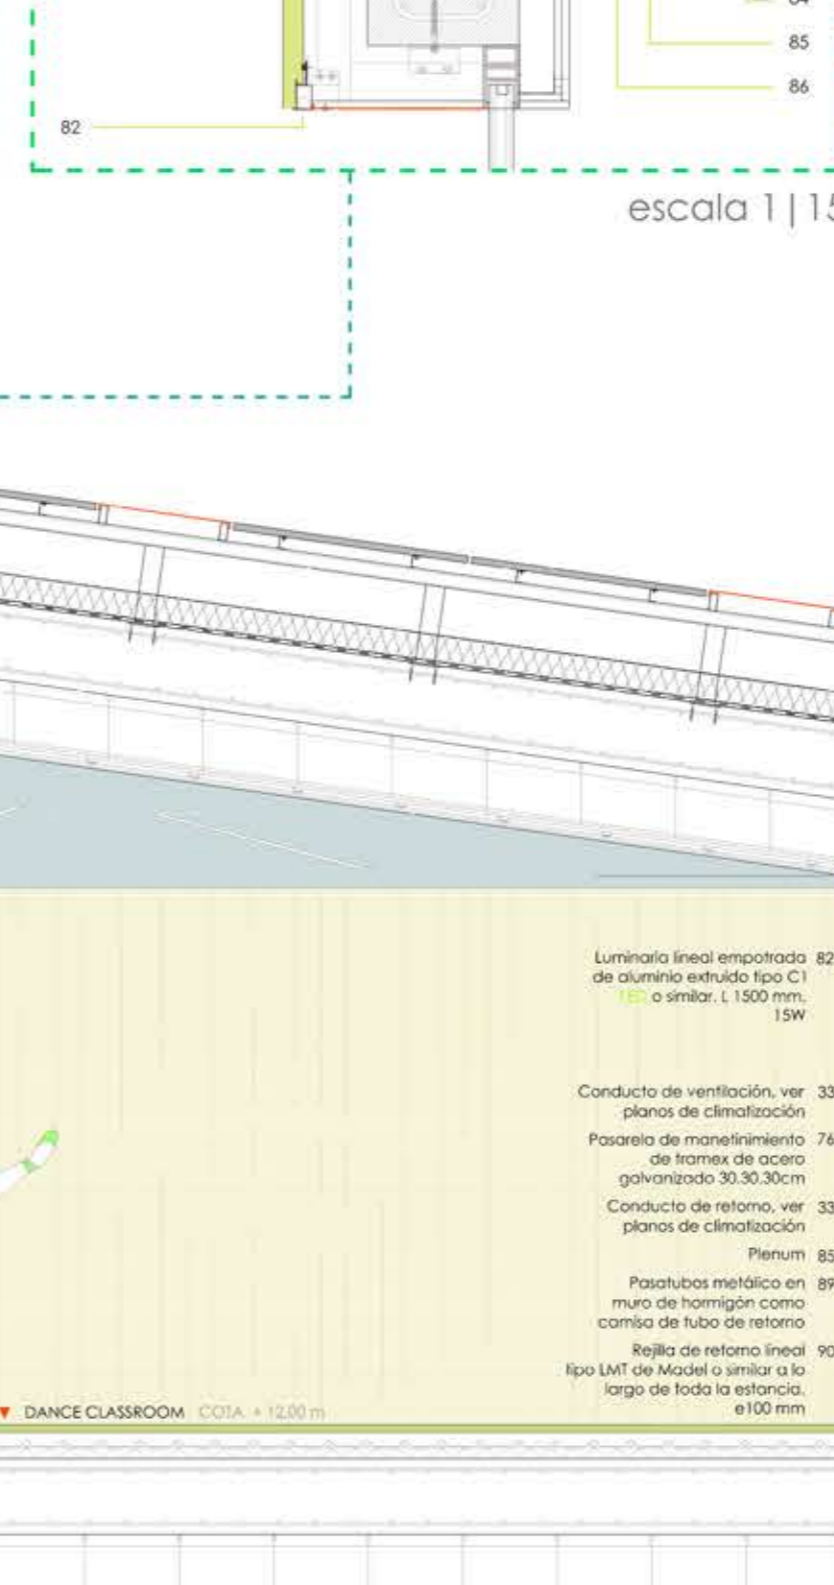 84
85
86
82
escala 1|15
Luminaria lineal empotrada 82
de aluminio extruido tipo C1
LED o similar. L 1500 mm.
15W
Conducto de ventilación, ver 33
planos de climatización
Pasarela de manetinimiento 76
de tramex de acero
galvanizado 30.30.30cm
Conducto de retorno, ver 33
planos de climatización
Plenum 85
Pasatubos metálico en 89
muro de hormigón como
camisa de tubo de retorno
Rejilla de retorno lineal 90
tipo LMT de Madel o similar a lo
largo de toda la estancia.
e100 mm
DANCE CLASSROOM COTA + 12,00 m